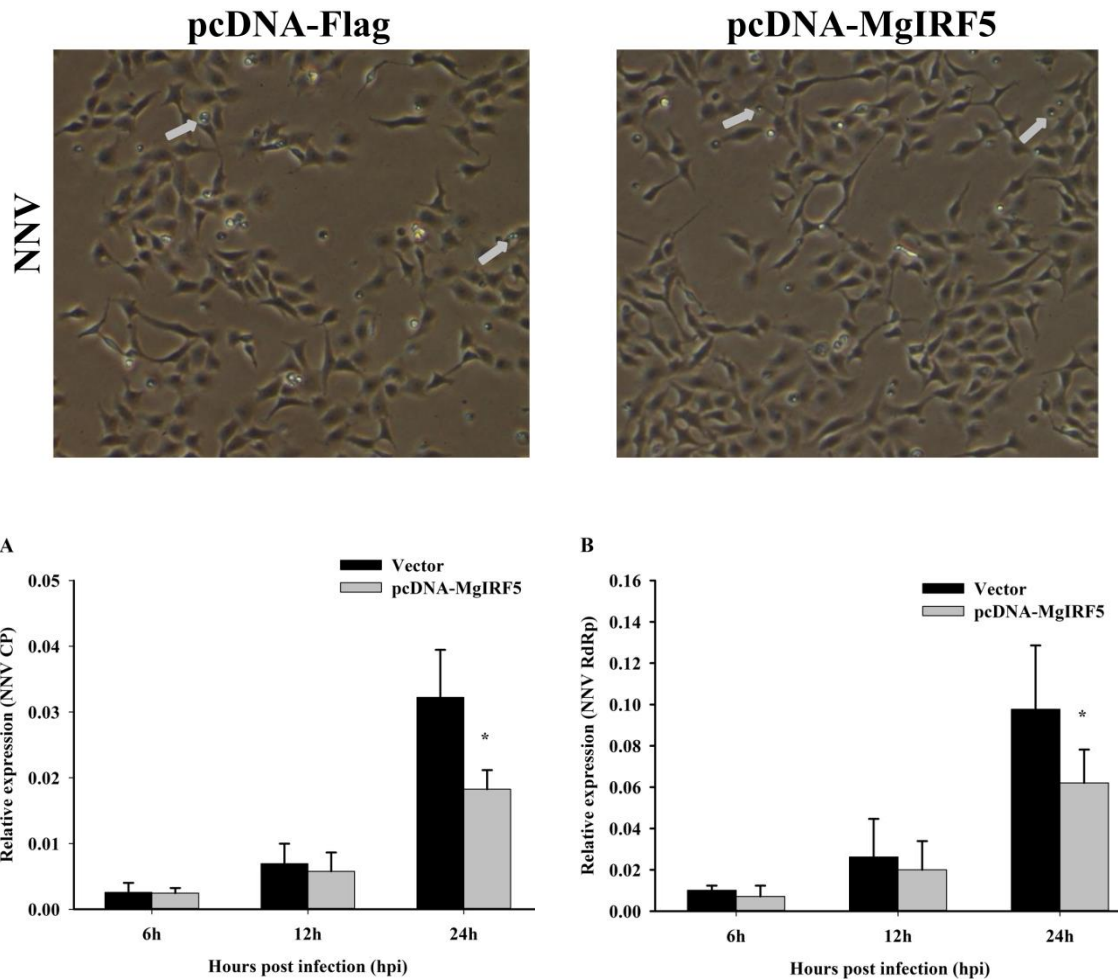 pcDNA-Flag
pcDNA-MgIRF5
NNV
A
Vector
pcDNA-MgIRF5
0.05
0.04
0.03
0.02
0.01
0.00
Relative expression (NNV CP)
*
6h
12h
24h
Hours post infection (hpi)
B
Vector
pcDNA-MgIRF5
0.16
0.14
0.12
0.10
0.08
0.06
0.04
0.02
0.00
Relative expression (NNV RdRp)
*
6h
12h
24h
Hours post infection (hpi)